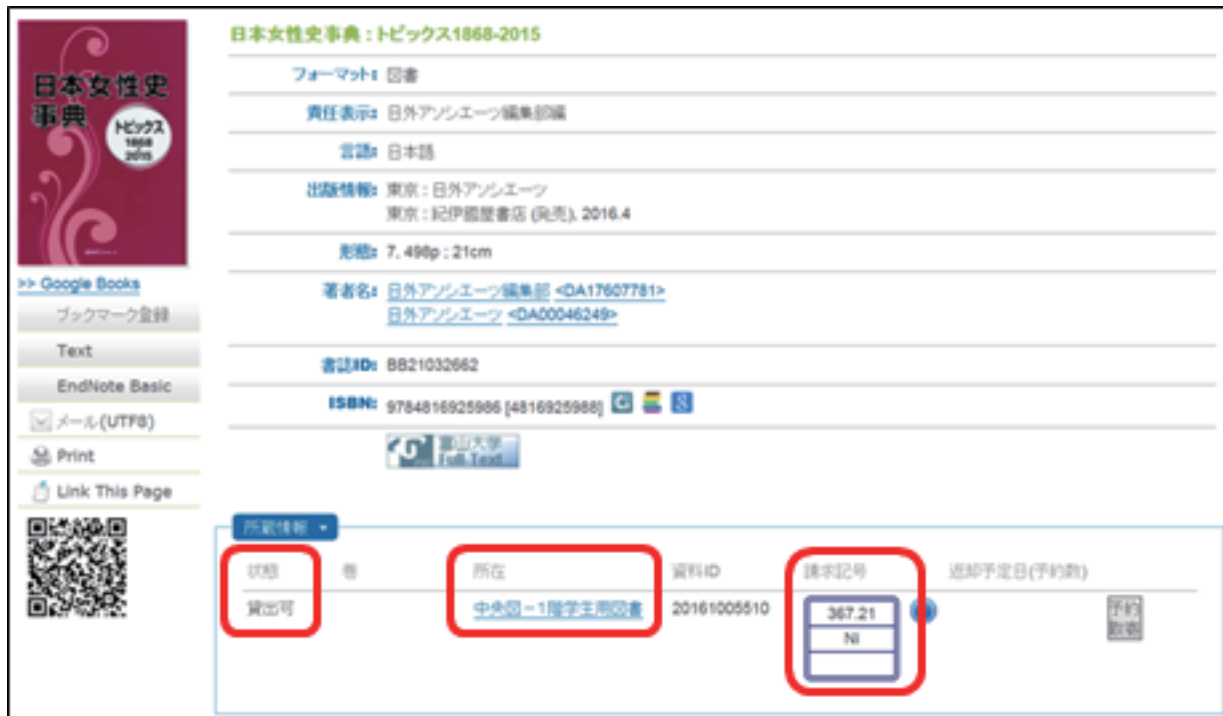 日本女性史
事典
トピックス
1868
2015
>> Google Books
ブックマーク登録
Text
EndNote Basic
メール(UTF8)
Print
Link This Page
日本女性史事典 : トピックス1868-2015
フォーマット: 図書
責任表示: 日外アソシエーツ編集部編
言語: 日本語
出版情報: 東京 : 日外アソシエーツ
東京 : 紀伊國屋書店 (発売), 2016.4
形態: 7, 498p ; 21cm
著者名: 日外アソシエーツ編集部 <DA17607781>
日外アソシエーツ <DA00046249>
書誌ID: BB21032662
ISBN: 9784816925986 [4816925988]
富山大学
Full-Text
所蔵情報
状態 巻 所在 資料ID 請求記号 返却予定日(予約数)
貸出可 中央図－1階学生用図書 20161005510 367.21
NI
予約